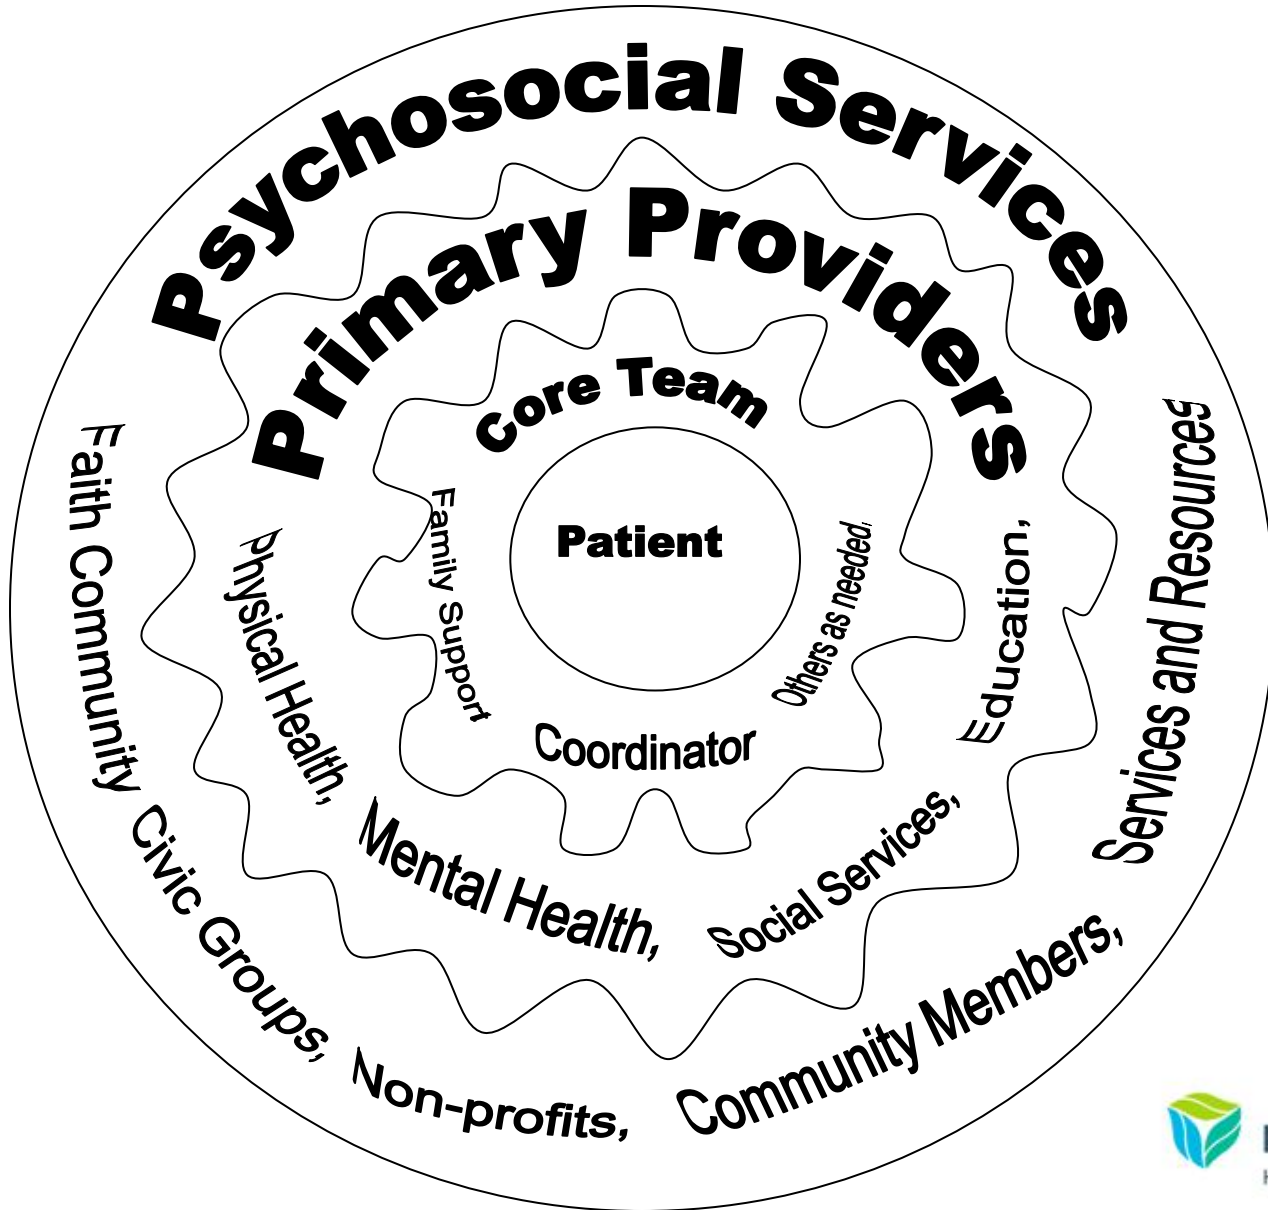 Psychosocial Services
Primary Providers
Core Team
Patient
Family Support
Coordinator
Others as needed,
Physical Health,
Mental Health,
Social Services,
Education,
Faith Community
Civic Groups,
Non-profits,
Community Members,
Services and Resources